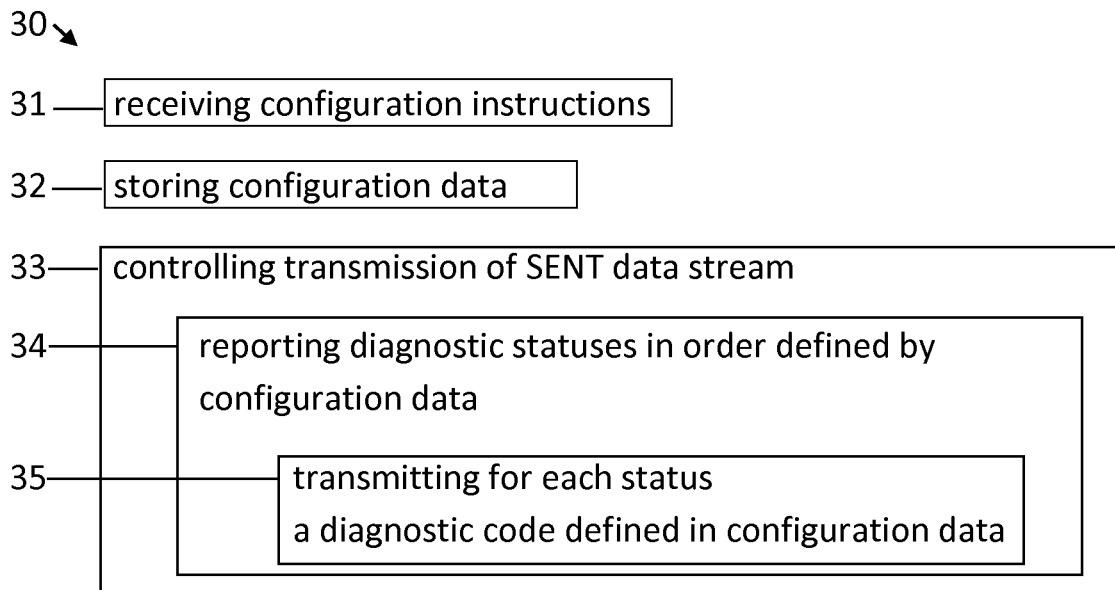 30
31 receiving configuration instructions
32 storing configuration data
33 controlling transmission of SENT data stream
34 reporting diagnostic statuses in order defined by
configuration data
35 transmitting for each status
a diagnostic code defined in configuration data